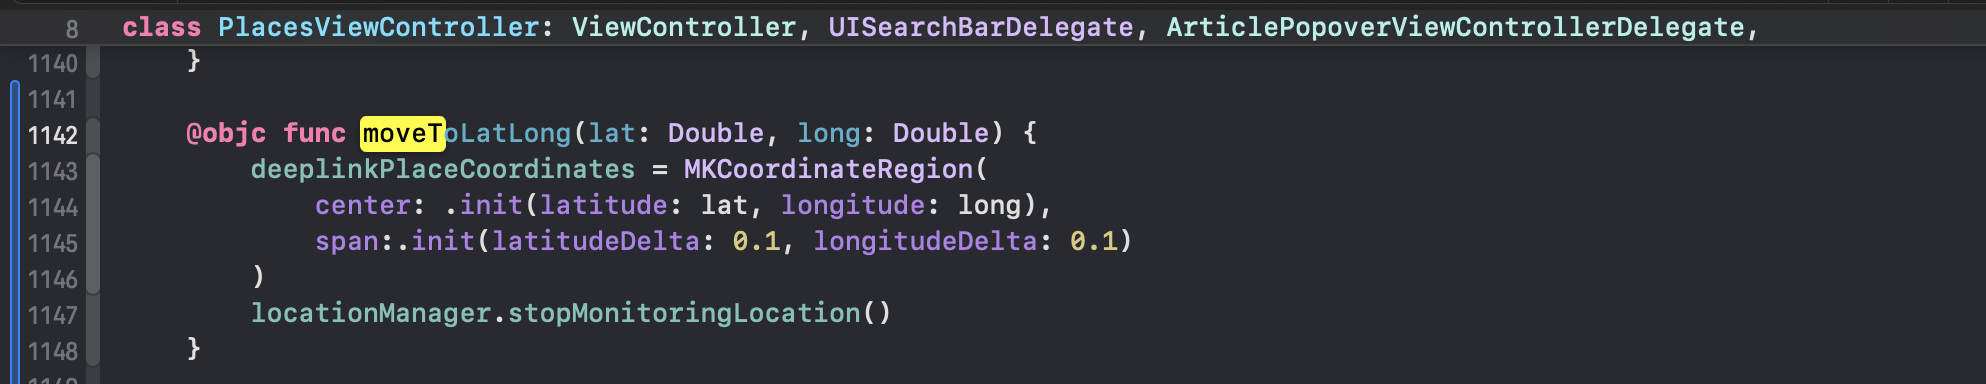 8 class PlacesViewController: ViewController, UISearchBarDelegate, ArticlePopoverViewControllerDelegate,
1140 }
1141
1142 @objc func moveToLatLong(lat: Double, long: Double) {
1143 deeplinkPlaceCoordinates = MKCoordinateRegion(
1144 center: .init(latitude: lat, longitude: long),
1145 span:.init(latitudeDelta: 0.1, longitudeDelta: 0.1)
1146 )
1147 locationManager.stopMonitoringLocation()
1148 }